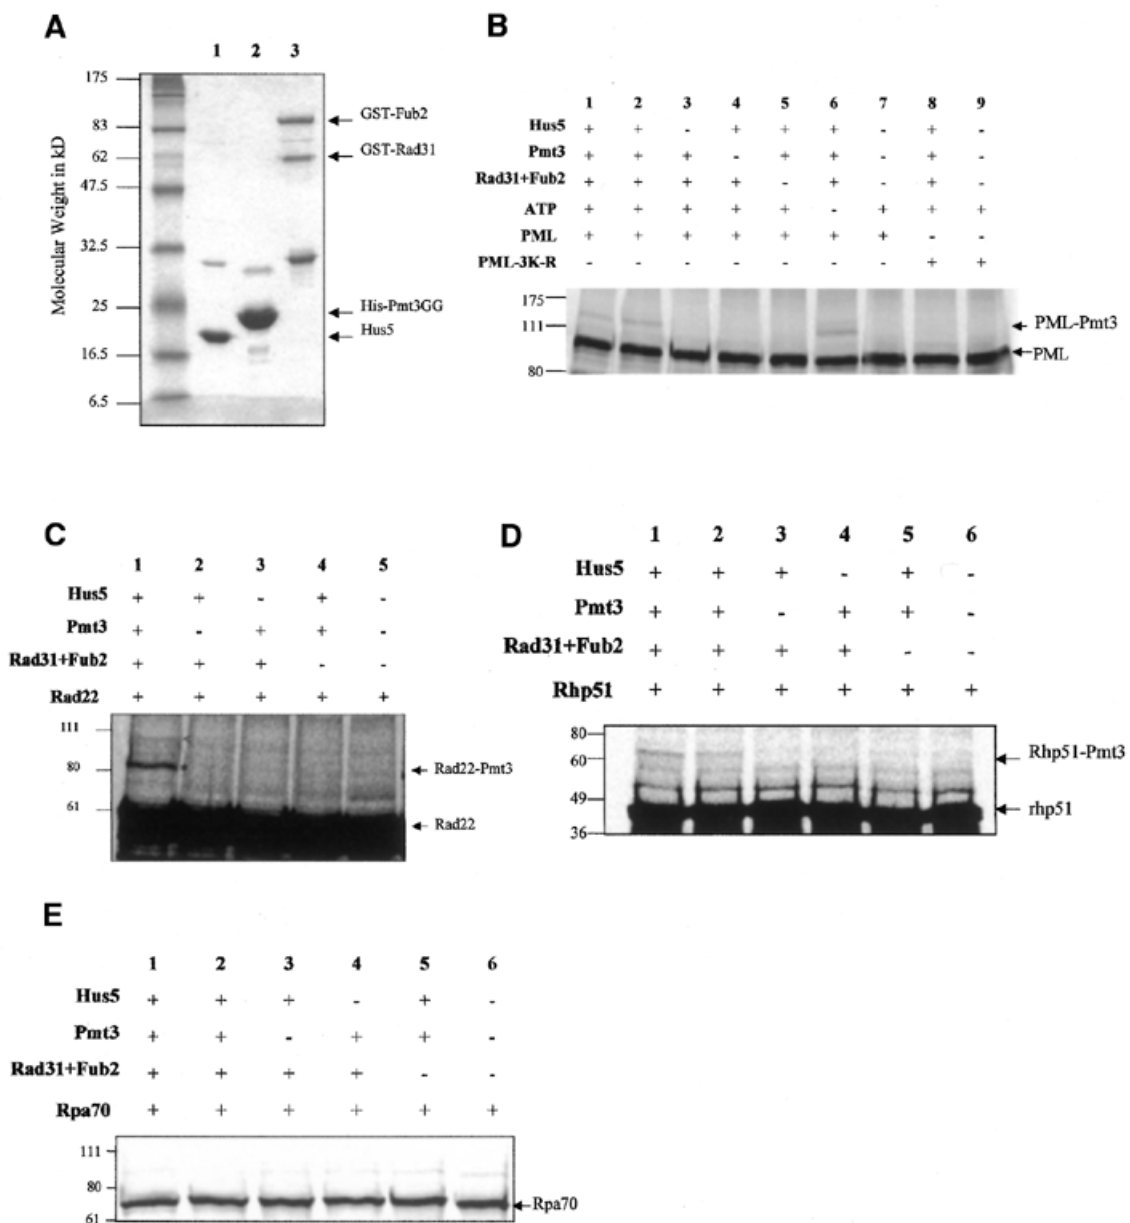 A
1 2 3
Molecular Weight in kD
175
83
62
47.5
32.5
25
16.5
6.5
GST-Fub2
GST-Rad31
His-Pmt3GG
Hus5
B
1 2 3 4 5 6 7 8 9
Hus5 + + - + + + - + -
Pmt3 + + + - + + - + -
Rad31+Fub2 + + + + - + - + -
ATP + + + + + - + + +
PML + + + + + + + - -
PML-3K-R - - - - - - - + +
175
111
80
PML-Pmt3
PML
C
1 2 3 4 5
Hus5 + + - + -
Pmt3 + - + + -
Rad31+Fub2 + + + - -
Rad22 + + + + +
111
80
61
Rad22-Pmt3
Rad22
D
1 2 3 4 5 6
Hus5 + + + - + -
Pmt3 + + - + + -
Rad31+Fub2 + + + + - -
Rhp51 + + + + + +
80
60
49
36
Rhp51-Pmt3
rhp51
E
1 2 3 4 5 6
Hus5 + + + - + -
Pmt3 + + - + + -
Rad31+Fub2 + + + + - -
Rpa70 + + + + + +
111
80
61
Rpa70